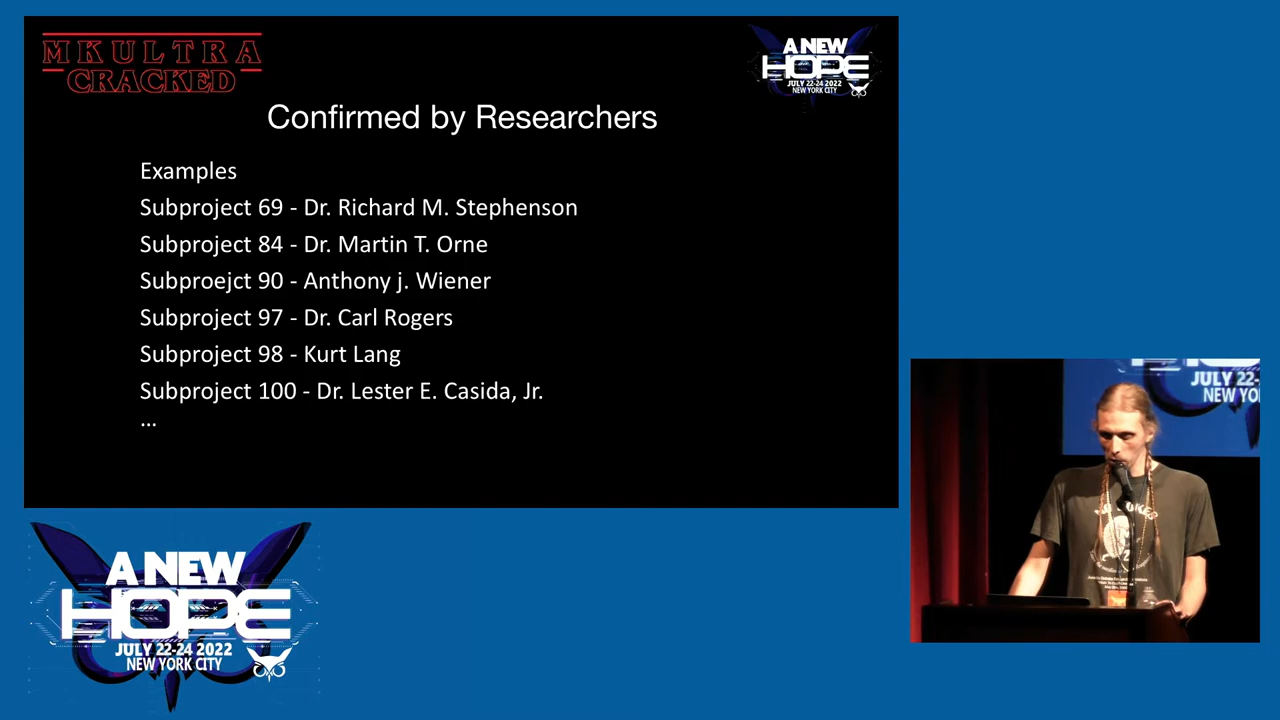 MKULTRA
CRACKED
A NEW
HOPE
JULY 22-24 2022
NEW YORK CITY
Confirmed by Researchers
Examples
Subproject 69 - Dr. Richard M. Stephenson
Subproject 84 - Dr. Martin T. Orne
Subproejct 90 - Anthony j. Wiener
Subproject 97 - Dr. Carl Rogers
Subproject 98 - Kurt Lang
Subproject 100 - Dr. Lester E. Casida, Jr.
...
JULY 22-
NEW YO
A NEW
HOPE
JULY 22-24 2022
NEW YORK CITY